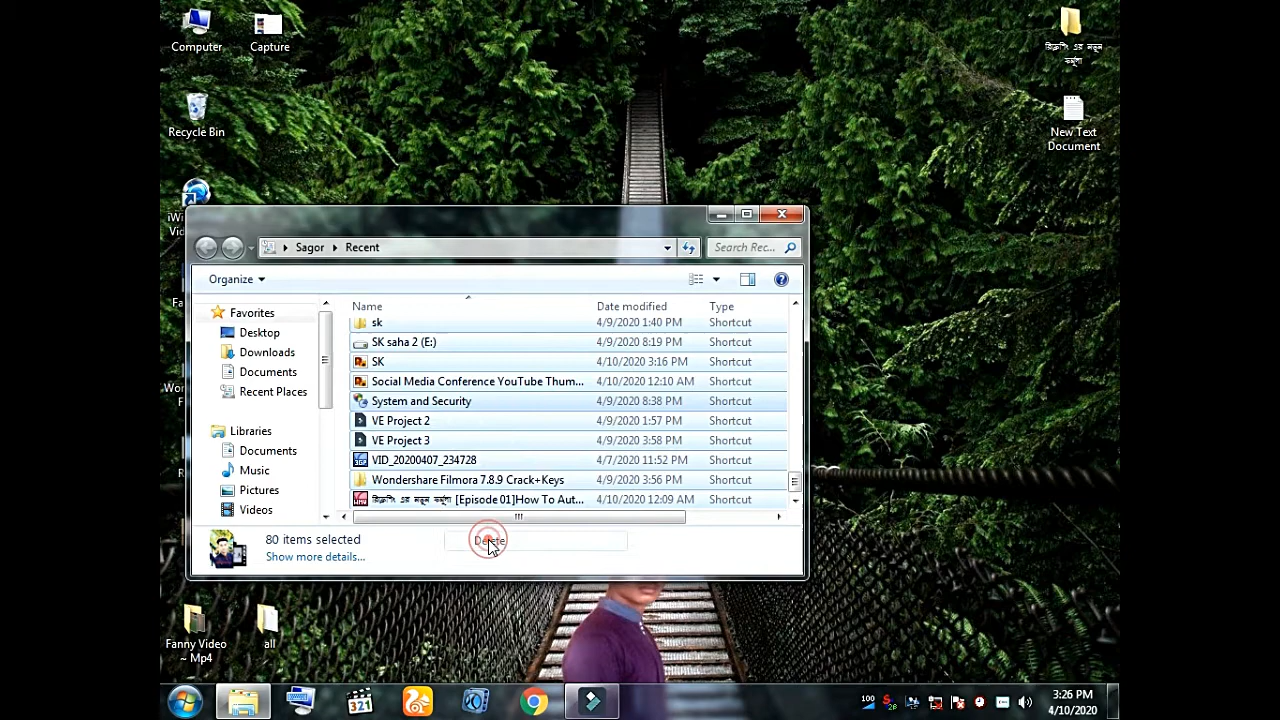 Computer
Capture
Recycle Bin
New Text
Document
Sagor
Recent
Search Rec...
Organize
Name
Date modified
Type
Favorites
Desktop
Downloads
Documents
Recent Places
Libraries
Documents
Music
Pictures
Videos
sk 4/9/2020 1:40 PM Shortcut
SK saha 2 (E:) 4/9/2020 8:19 PM Shortcut
SK 4/10/2020 3:16 PM Shortcut
Social Media Conference YouTube Thum... 4/10/2020 12:10 AM Shortcut
System and Security 4/9/2020 8:38 PM Shortcut
VE Project 2 4/9/2020 1:57 PM Shortcut
VE Project 3 4/9/2020 3:58 PM Shortcut
VID_20200407_234728 4/7/2020 11:52 PM Shortcut
Wondershare Filmora 7.8.9 Crack+Keys 4/9/2020 3:56 PM Shortcut
এর নতুন [Episode 01]How To Aut... 4/10/2020 12:09 AM Shortcut
80 items selected
Show more details...
Delete
Fanny Video
~ Mp4
all
321
100
28
3:26 PM
4/10/2020